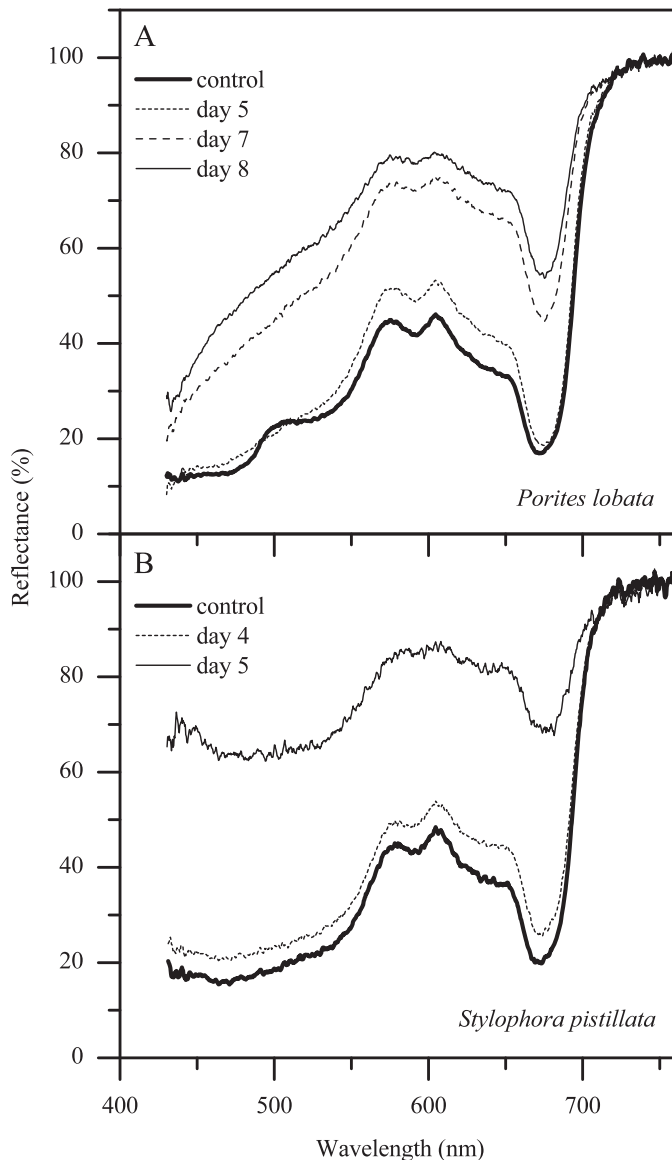 A
100
control
day 5
day 7
day 8
80
60
40
20
Porites lobata
0
Reflectance (%)
B
100
control
day 4
day 5
80
60
40
20
Stylophora pistillata
0
400 500 600 700
Wavelength (nm)